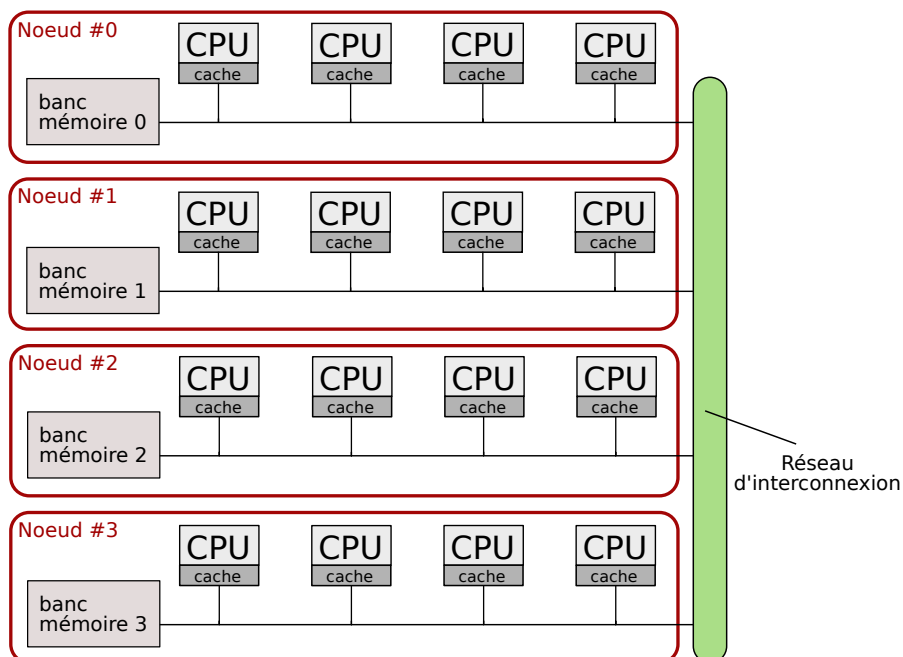 Noeud #0
CPU
cache
CPU
cache
CPU
cache
CPU
cache
banc
mémoire 0
Noeud #1
CPU
cache
CPU
cache
CPU
cache
CPU
cache
banc
mémoire 1
Noeud #2
CPU
cache
CPU
cache
CPU
cache
CPU
cache
banc
mémoire 2
Réseau
d'interconnexion
Noeud #3
CPU
cache
CPU
cache
CPU
cache
CPU
cache
banc
mémoire 3